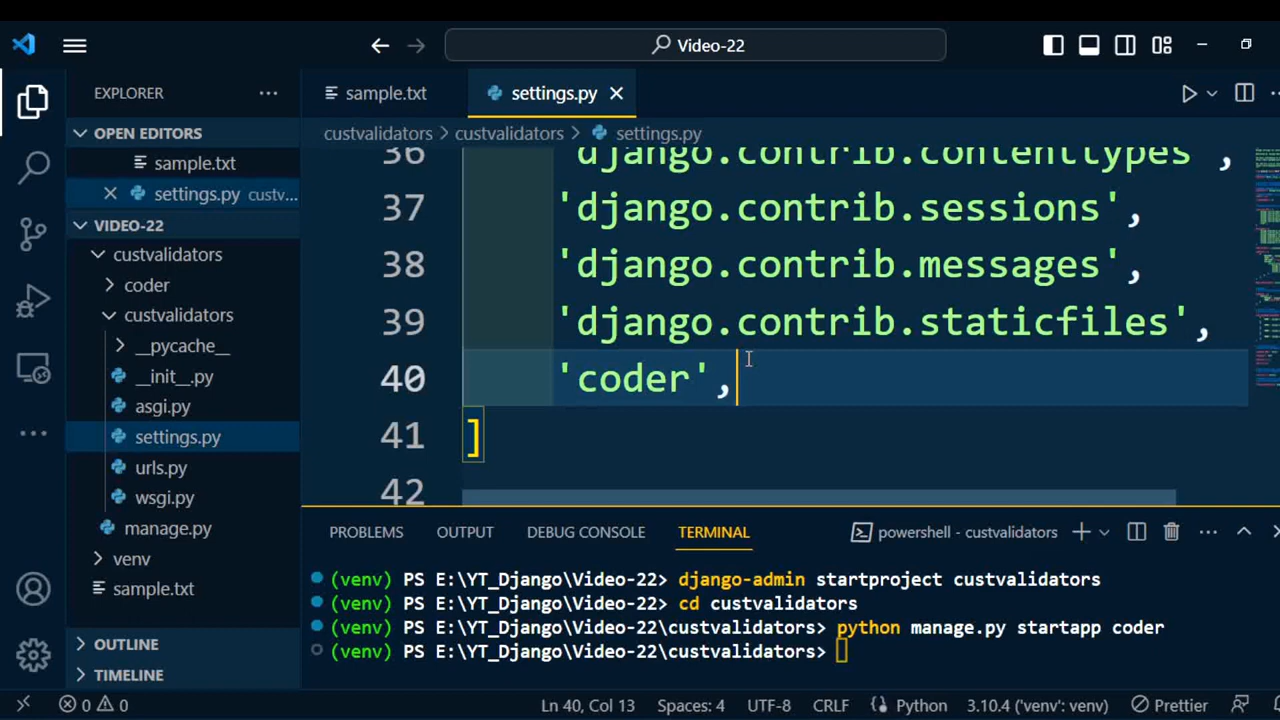 Video-22
EXPLORER
sample.txt
settings.py
OPEN EDITORS
sample.txt
settings.py custv...
custvalidators > custvalidators > settings.py
VIDEO-22
custvalidators
coder
custvalidators
__pycache__
__init__.py
asgi.py
settings.py
urls.py
wsgi.py
manage.py
venv
sample.txt
OUTLINE
TIMELINE
36 'django.contrib.contenttypes',
37 'django.contrib.sessions',
38 'django.contrib.messages',
39 'django.contrib.staticfiles',
40 'coder',
41 ]
42
PROBLEMS OUTPUT DEBUG CONSOLE TERMINAL powershell - custvalidators
(venv) PS E:\YT_Django\Video-22> django-admin startproject custvalidators
(venv) PS E:\YT_Django\Video-22> cd custvalidators
(venv) PS E:\YT_Django\Video-22\custvalidators> python manage.py startapp coder
(venv) PS E:\YT_Django\Video-22\custvalidators>
0 0 Ln 40, Col 13 Spaces: 4 UTF-8 CRLF Python 3.10.4 ('venv': venv) Prettier